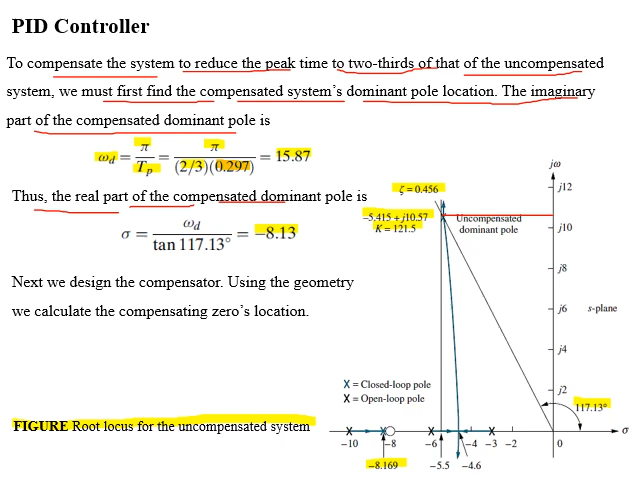 PID Controller
To compensate the system to reduce the peak time to two-thirds of that of the uncompensated
system, we must first find the compensated system's dominant pole location. The imaginary
part of the compensated dominant pole is
ω_d = π / T_p = π / (2/3)(0.297) = 15.87
Thus, the real part of the compensated dominant pole is
σ = ω_d / tan 117.13° = −8.13
Next we design the compensator. Using the geometry
we calculate the compensating zero's location.
FIGURE Root locus for the uncompensated system
jω
ζ = 0.456
j12
−5.415 + j10.57
K = 121.5
Uncompensated
dominant pole
j10
j8
j6
s-plane
j4
X = Closed-loop pole
X = Open-loop pole
j2
117.13°
σ
−10 −8 −6 −4 −3 −2 0
−8.169 −5.5 −4.6